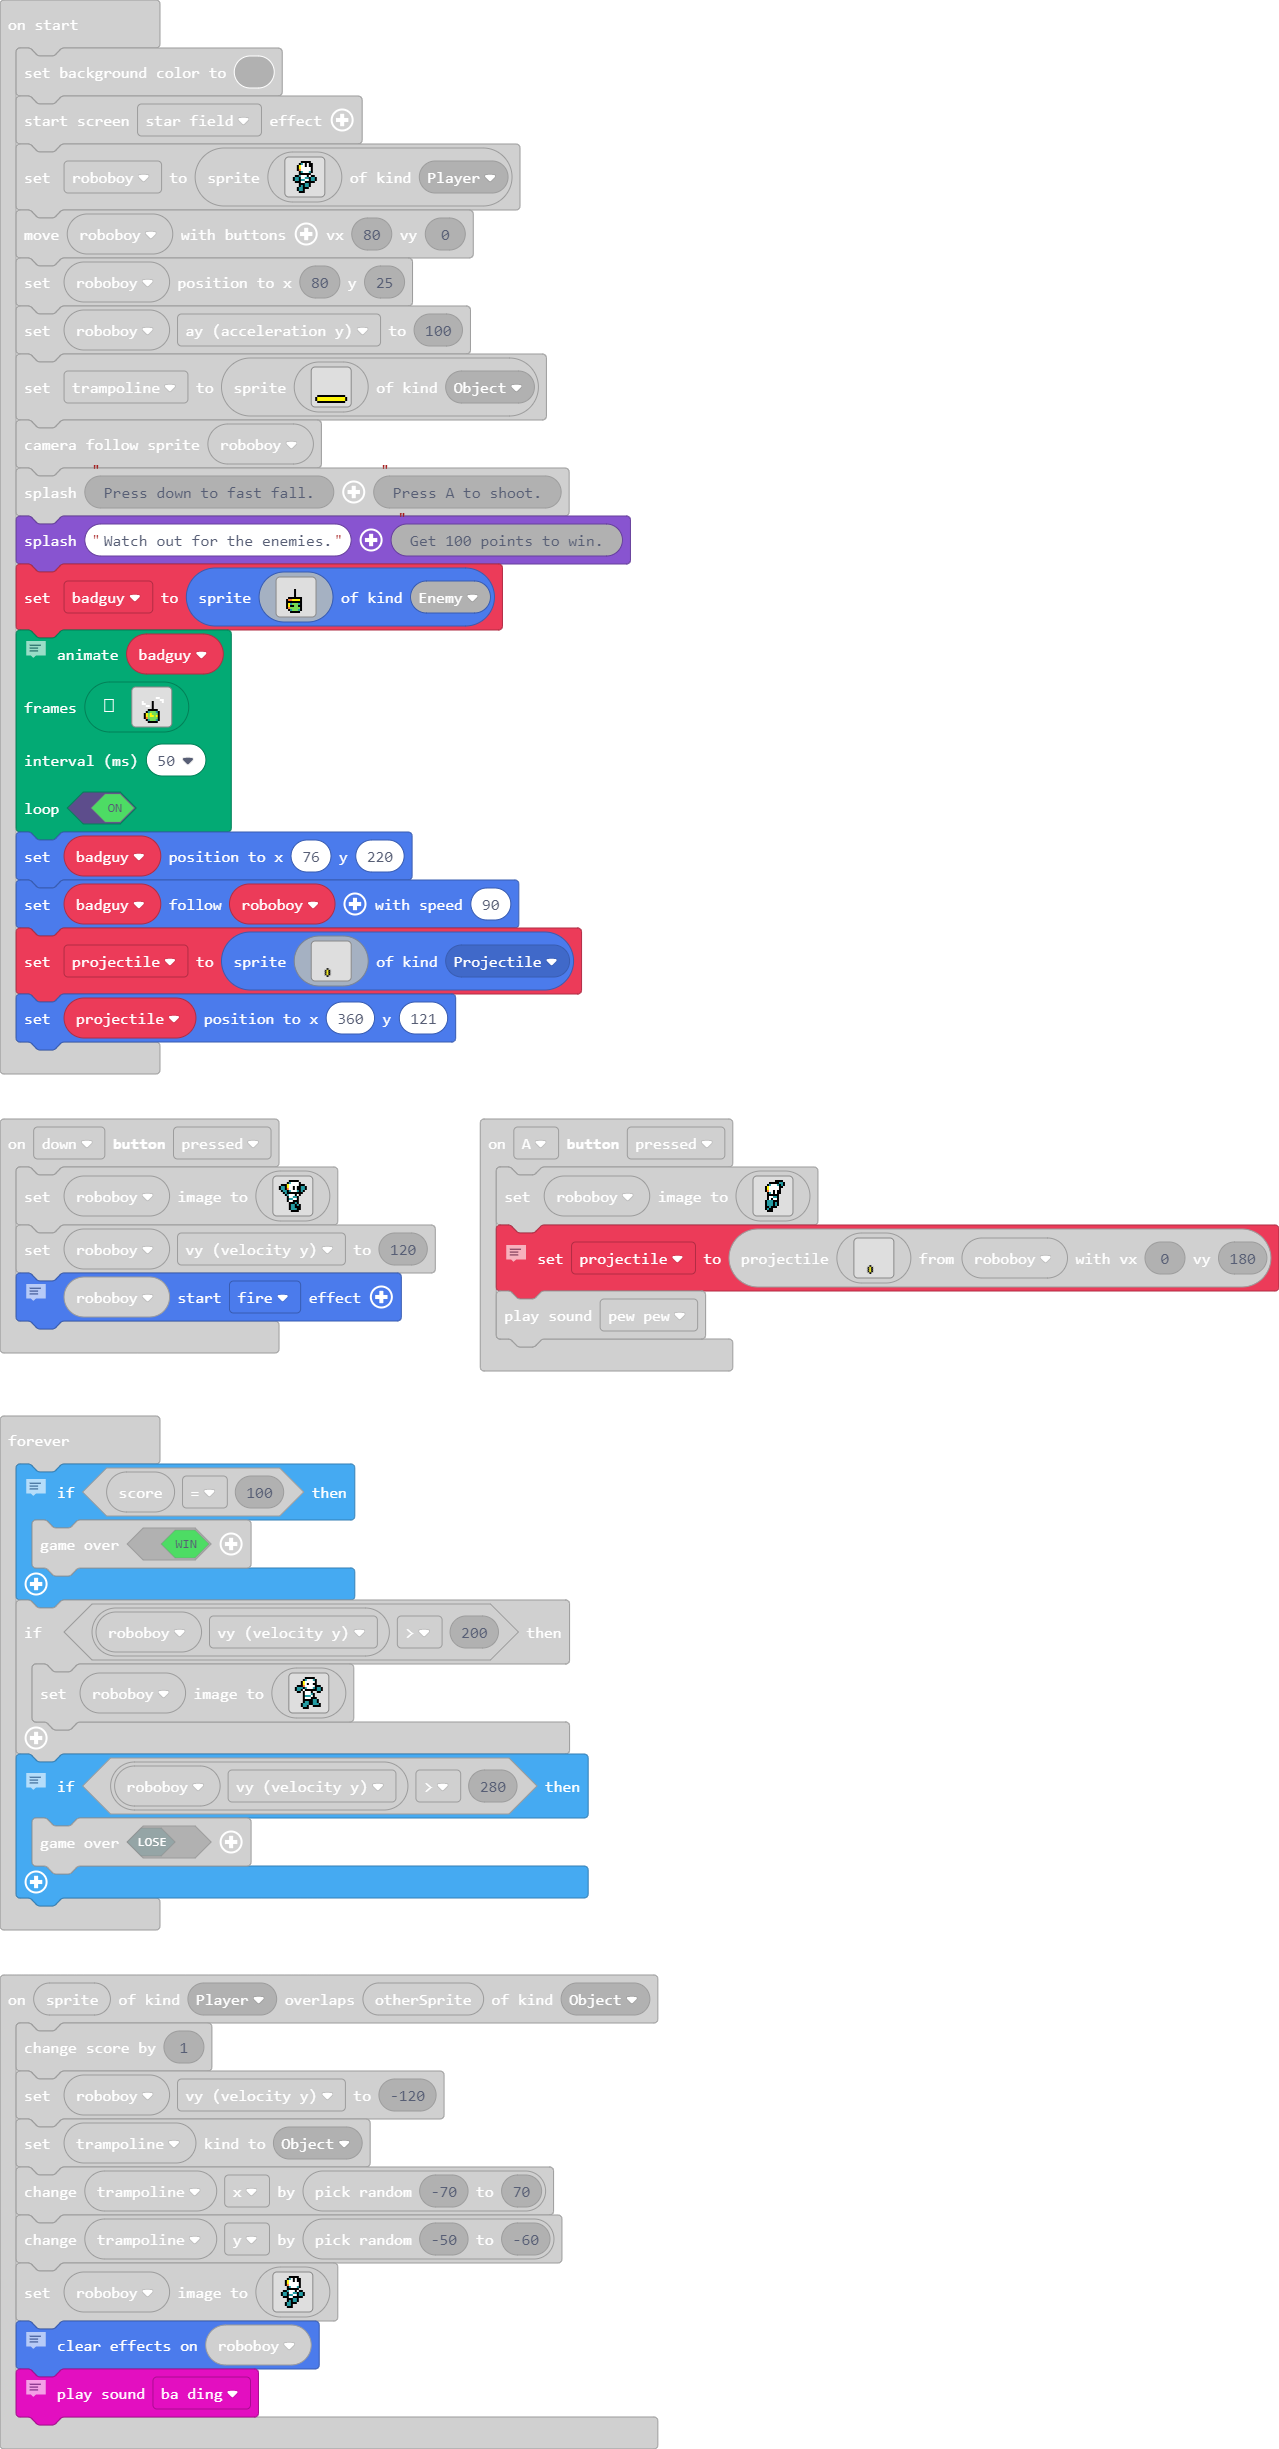 on start
set background color to
start screen star field effect
set roboboy to sprite of kind Player
move roboboy with buttons vx 80 vy 0
set roboboy position to x 80 y 25
set roboboy ay (acceleration y) to 100
set trampoline to sprite of kind Object
camera follow sprite roboboy
splash "Press down to fast fall. "Press A to shoot.
splash "Watch out for the enemies." "Get 100 points to win.
set badguy to sprite of kind Enemy
animate badguy
frames
interval (ms) 50
loop ON
set badguy position to x 76 y 220
set badguy follow roboboy with speed 90
set projectile to sprite of kind Projectile
set projectile position to x 360 y 121
on down button pressed
set roboboy image to
set roboboy vy (velocity y) to 120
roboboy start fire effect
on A button pressed
set roboboy image to
set projectile to projectile from roboboy with vx 0 vy 180
play sound pew pew
forever
if score = 100 then
game over WIN
if roboboy vy (velocity y) > 200 then
set roboboy image to
if roboboy vy (velocity y) > 280 then
game over LOSE
on sprite of kind Player overlaps otherSprite of kind Object
change score by 1
set roboboy vy (velocity y) to -120
set trampoline kind to Object
change trampoline x by pick random -70 to 70
change trampoline y by pick random -50 to -60
set roboboy image to
clear effects on roboboy
play sound ba ding